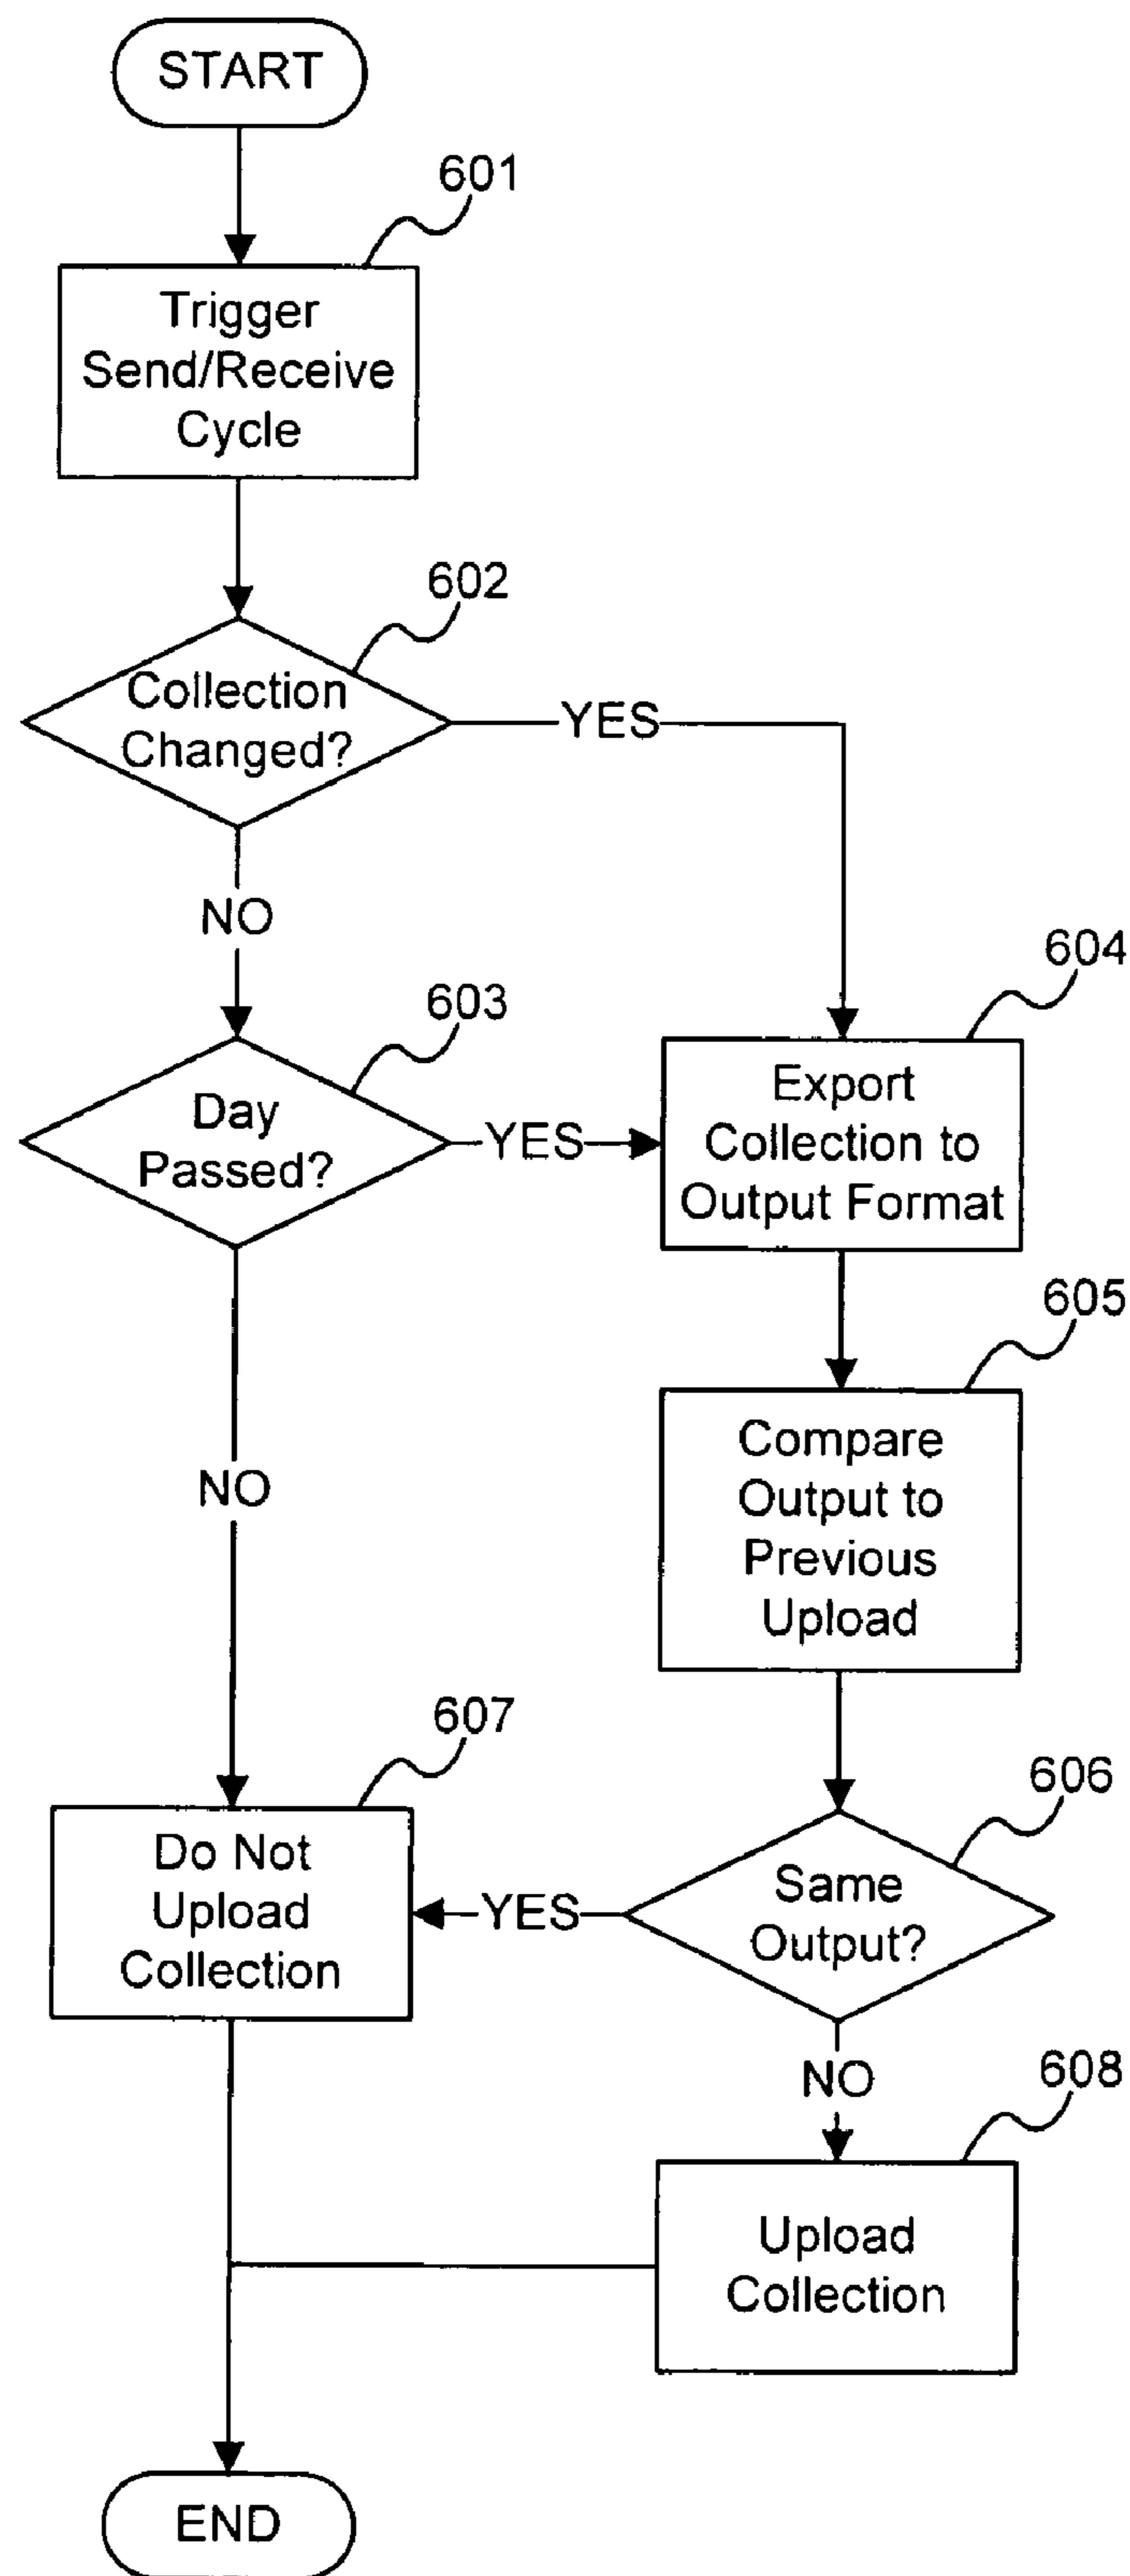 START
601
Trigger
Send/Receive
Cycle
602
Collection
Changed?
YES
NO
603
Day
Passed?
YES
604
Export
Collection to
Output Format
605
Compare
Output to
Previous
Upload
NO
607
Do Not
Upload
Collection
606
Same
Output?
YES
NO
608
Upload
Collection
END